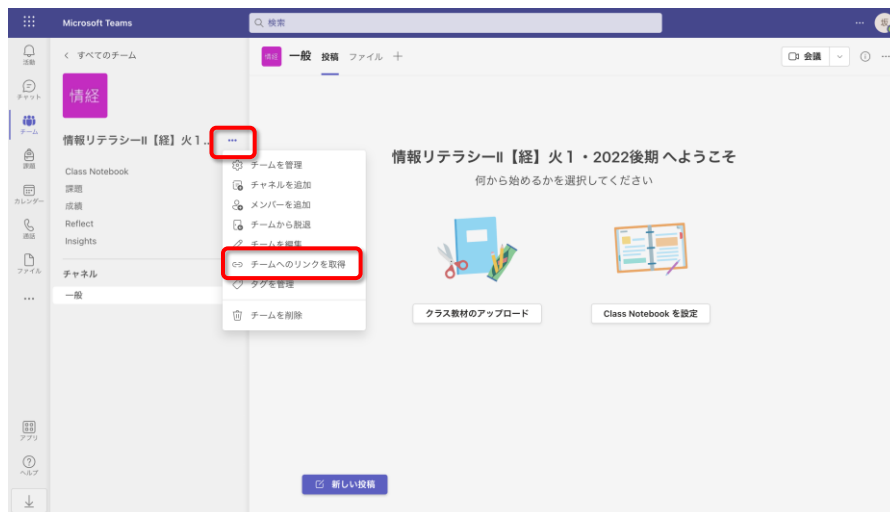 Microsoft Teams
検索
坂
活動
チャット
チーム
課題
カレンダー
通話
ファイル
アプリ
ヘルプ
< すべてのチーム
情経
情報リテラシーII【経】火1...
Class Notebook
課題
成績
Reflect
Insights
チャネル
一般
チームを管理
チャネルを追加
メンバーを追加
チームから脱退
チームを編集
チームへのリンクを取得
タグを管理
チームを削除
情経 一般 投稿 ファイル +
会議
情報リテラシーII【経】火1・2022後期 へようこそ
何から始めるかを選択してください
クラス教材のアップロード
Class Notebook を設定
新しい投稿